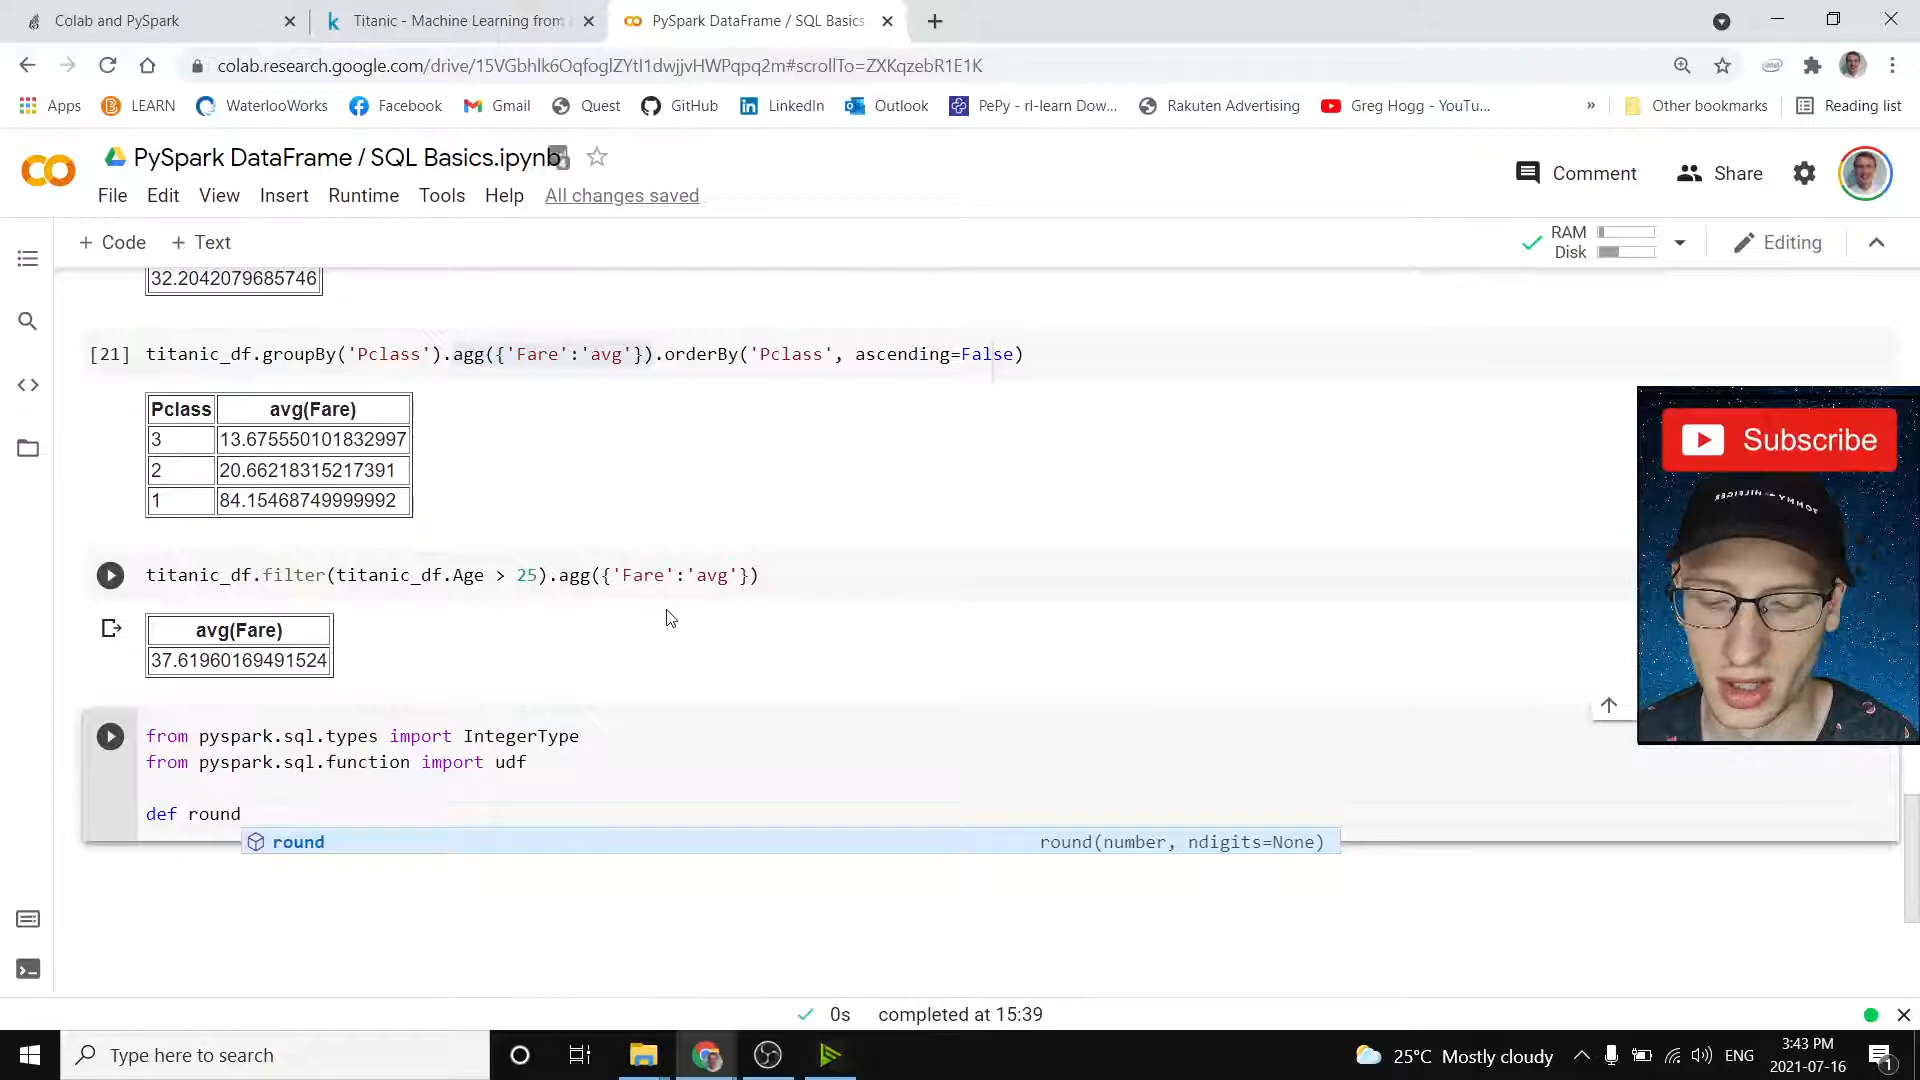 Colab and PySpark
Titanic - Machine Learning from
PySpark DataFrame / SQL Basics
colab.research.google.com/drive/15VGbhIk6OqfoglZYtI1dwjjvHWPqpq2m#scrollTo=ZXKqzebR1E1K
Apps LEARN WaterlooWorks Facebook Gmail Quest GitHub LinkedIn Outlook PePy - rl-learn Dow... Rakuten Advertising Greg Hogg - YouTu... » Other bookmarks Reading list
PySpark DataFrame / SQL Basics.ipynb
Comment Share
File Edit View Insert Runtime Tools Help All changes saved
+ Code + Text
RAM
Disk
Editing
32.2042079685746
[21] titanic_df.groupBy('Pclass').agg({'Fare':'avg'}).orderBy('Pclass', ascending=False)
Pclass avg(Fare)
3 13.675550101832997
2 20.66218315217391
1 84.15468749999992
Subscribe
TOMMY HILFIGER
titanic_df.filter(titanic_df.Age > 25).agg({'Fare':'avg'})
avg(Fare)
37.61960169491524
from pyspark.sql.types import IntegerType
from pyspark.sql.function import udf
def round
round round(number, ndigits=None)
0s completed at 15:39
Type here to search
25°C Mostly cloudy
ENG
3:43 PM
2021-07-16
1